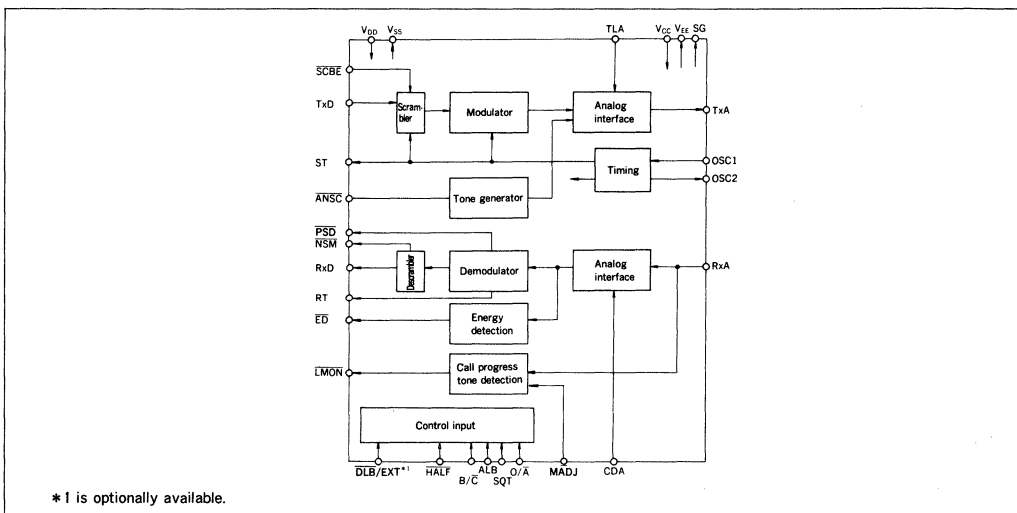 VDD VSS TLA VCC VEE SG
SCBE
TxD
Scram-
bler
Modulator
Analog
interface
TxA
ST
Timing
OSC1
OSC2
ANSC
Tone generator
PSD
NSM
RxD
Descrambler
Demodulator
Analog
interface
RxA
RT
ED
Energy
detection
LMON
Call progress
tone detection
Control input
DLB/EXT*1 HALF B/C ALB SQT O/A MADJ CDA
*1 is optionally available.